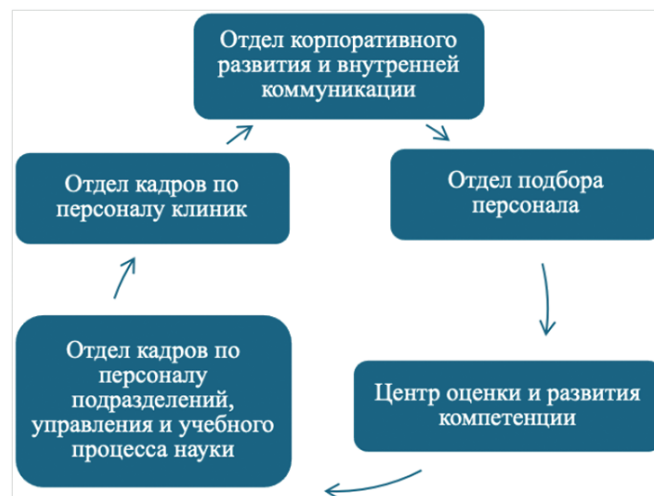 Отдел корпоративного
развития и внутренней
коммуникации
Отдел кадров по
персоналу клиник
Отдел подбора
персонала
Отдел кадров по
персоналу
подразделений,
управления и учебного
процесса науки
Центр оценки и развития
компетенции